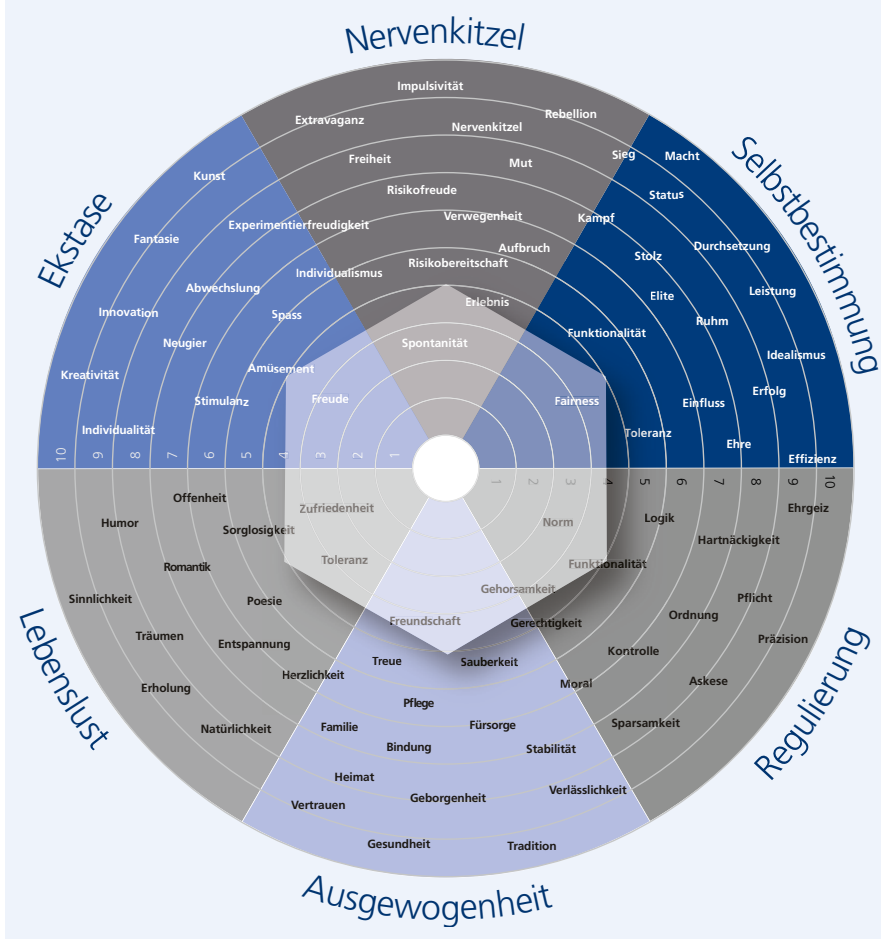 Nervenkitzel
Impulsivität
Rebellion
Extravaganz
Nervenkitzel
Freiheit
Mut
Risikofreude
Verwegenheit
Aufbruch
Risikobereitschaft
Erlebnis
Spontanität
Selbstbestimmung
Sieg
Macht
Status
Kampf
Durchsetzung
Stolz
Leistung
Elite
Ruhm
Funktionalität
Idealismus
Erfolg
Einfluss
Fairness
Toleranz
Ehre
Effizienz
Ekstase
Kunst
Experimentierfreudigkeit
Fantasie
Individualismus
Abwechslung
Innovation
Spass
Neugier
Amüsement
Kreativität
Freude
Stimulanz
Individualität
10 9 8 7 6 5 4 3 2 1
1 2 3 4 5 6 7 8 9 10
Lebenslust
Offenheit
Zufriedenheit
Humor
Sorglosigkeit
Toleranz
Romantik
Sinnlichkeit
Poesie
Träumen
Entspannung
Herzlichkeit
Erholung
Natürlichkeit
Regulierung
Ehrgeiz
Logik
Norm
Hartnäckigkeit
Funktionalität
Gehorsamkeit
Pflicht
Ordnung
Gerechtigkeit
Präzision
Kontrolle
Askese
Moral
Sparsamkeit
Freundschaft
Treue
Sauberkeit
Pflege
Familie
Fürsorge
Bindung
Stabilität
Heimat
Verlässlichkeit
Geborgenheit
Vertrauen
Gesundheit
Tradition
Ausgewogenheit